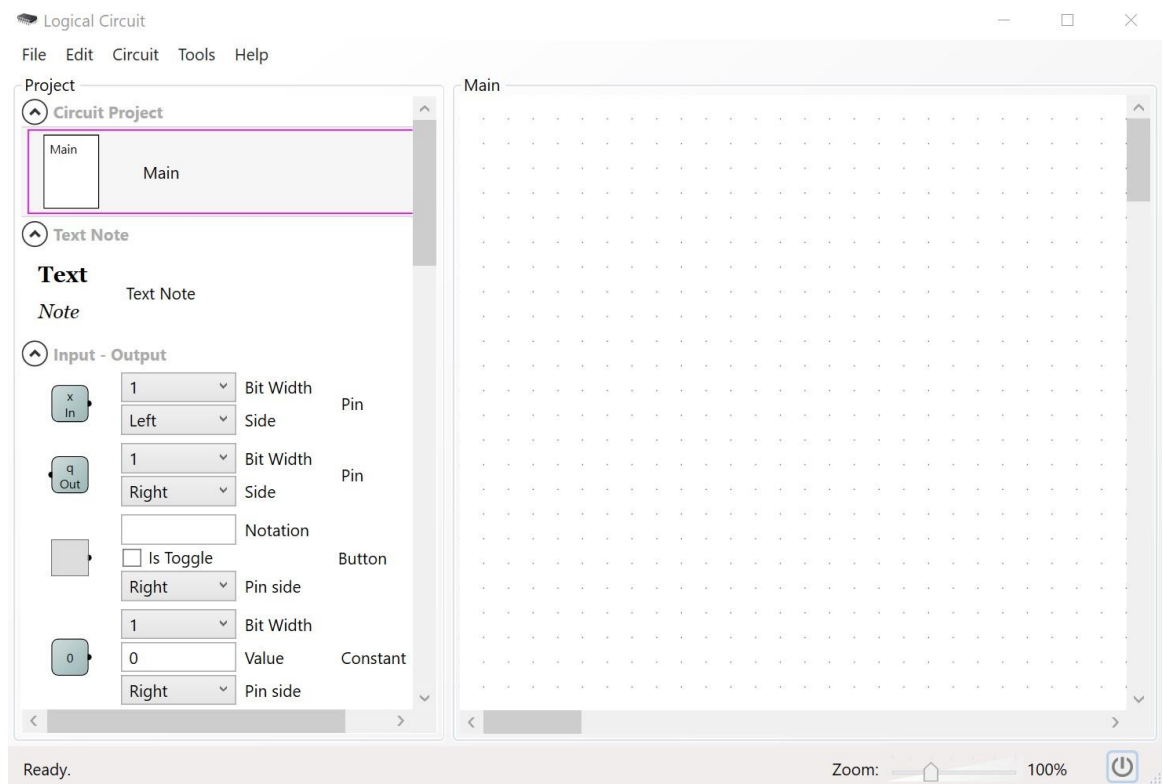 Logical Circuit
File Edit Circuit Tools Help
Project
Circuit Project
Main
Main
Text Note
Text
Note
Text Note
Input - Output
x
In
1
Bit Width
Left
Side
Pin
q
Out
1
Bit Width
Right
Side
Pin
Notation
Is Toggle
Button
Right
Pin side
1
Bit Width
0
0
Value
Constant
Right
Pin side
Main
Ready.
Zoom:
100%